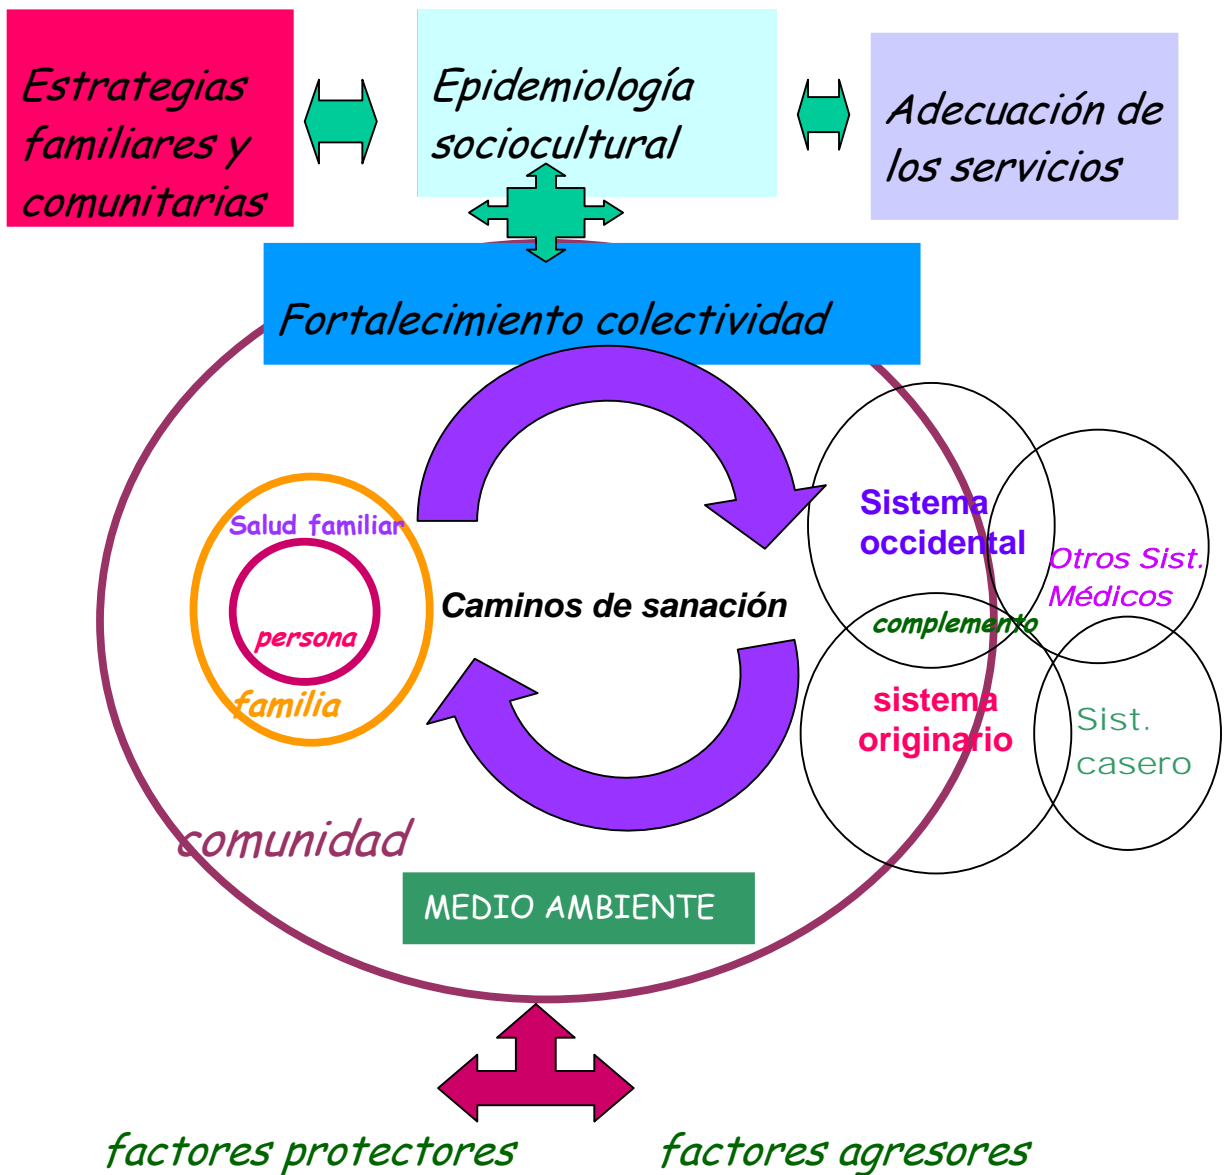 Estrategias
familiares y
comunitarias
Epidemiología
sociocultural
Adecuación de
los servicios
Fortalecimiento colectividad
Salud familiar
persona
familia
Caminos de sanación
Sistema
occidental
Otros Sist.
Médicos
complemento
sistema
originario
Sist.
casero
comunidad
MEDIO AMBIENTE
factores protectores
factores agresores